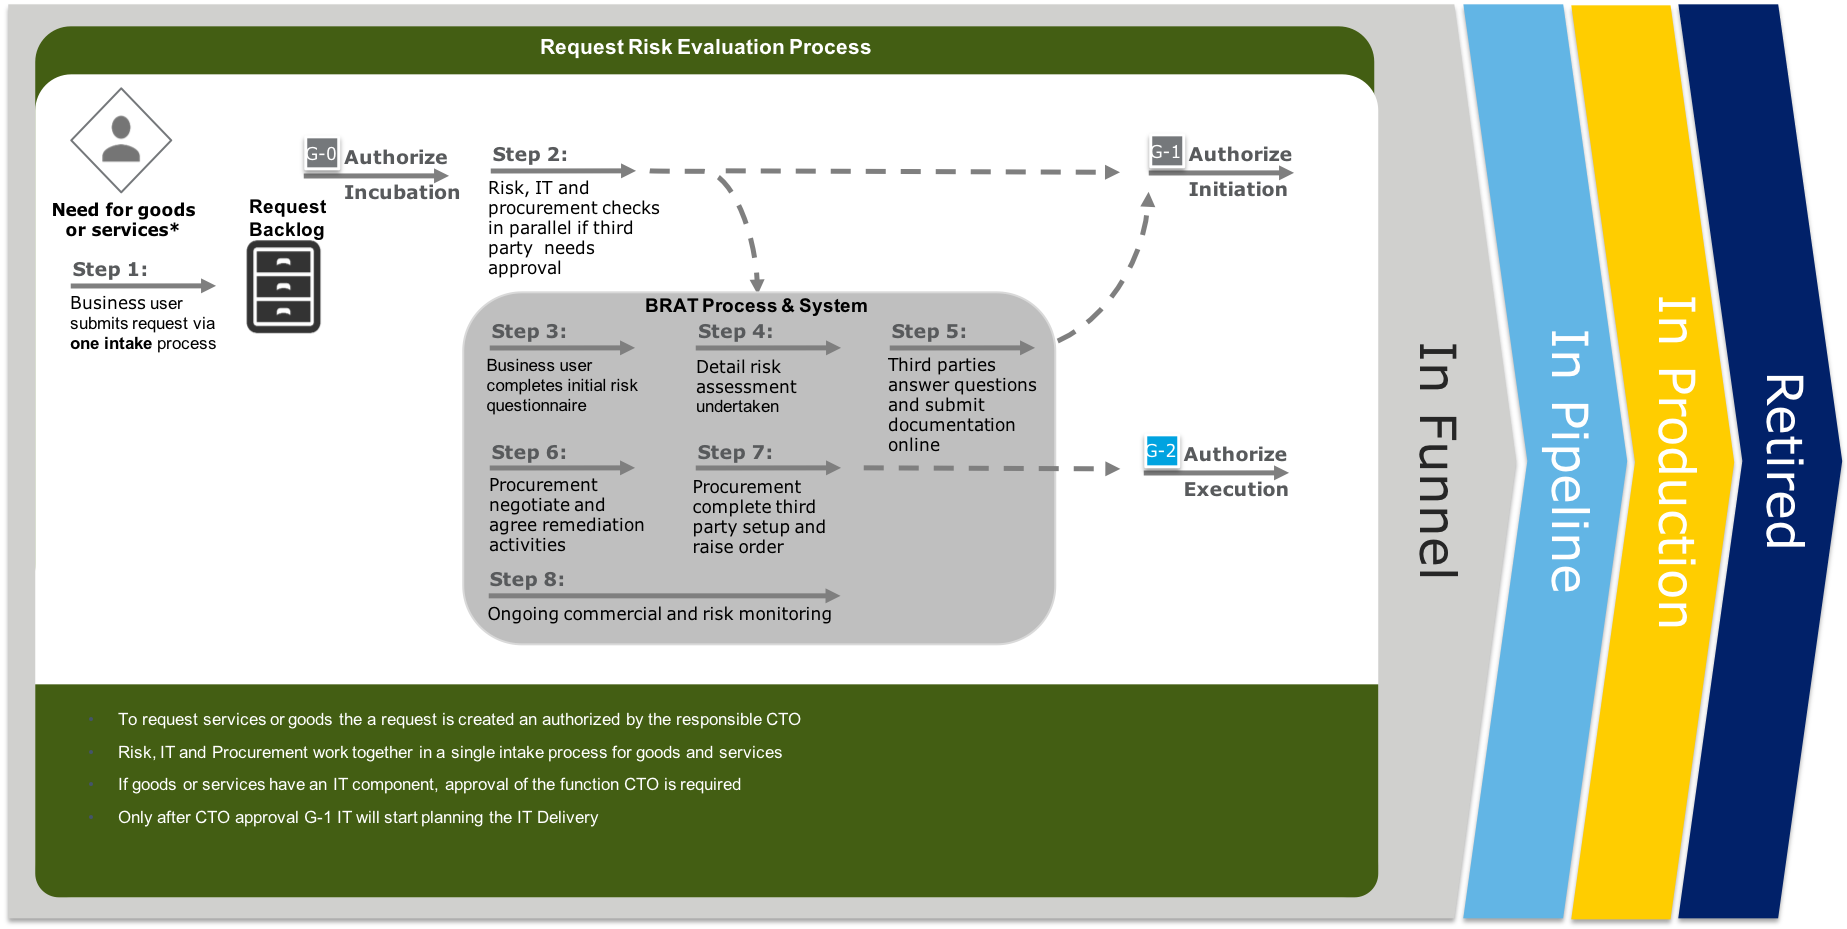 Request Risk Evaluation Process
Need for goods
or services*
Step 1:
Business user
submits request via
one intake process
Request
Backlog
G-0
Authorize
Incubation
Step 2:
Risk, IT and
procurement checks
in parallel if third
party needs
approval
G-1
Authorize
Initiation
BRAT Process & System
Step 3:
Business user
completes initial risk
questionnaire
Step 4:
Detail risk
assessment
undertaken
Step 5:
Third parties
answer questions
and submit
documentation
online
Step 6:
Procurement
negotiate and
agree remediation
activities
Step 7:
Procurement
complete third
party setup and
raise order
G-2
Authorize
Execution
Step 8:
Ongoing commercial and risk monitoring
To request services or goods the a request is created an authorized by the responsible CTO
Risk, IT and Procurement work together in a single intake process for goods and services
If goods or services have an IT component, approval of the function CTO is required
Only after CTO approval G-1 IT will start planning the IT Delivery
In Funnel
In Pipeline
In Production
Retired